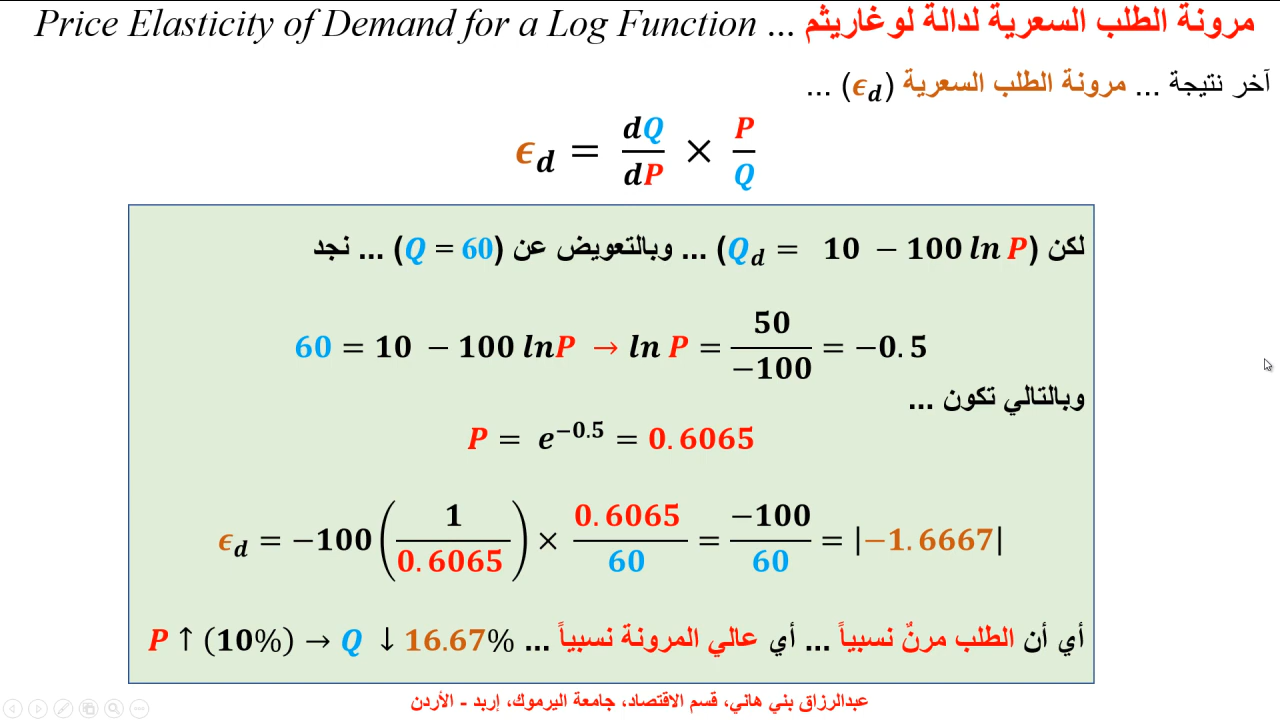 Price Elasticity of Demand for a Log Function ... مرونة الطلب السعرية لدالة لوغاريثم
آخر نتيجة ... مرونة الطلب السعرية (ϵd) ...
ϵd = dQ/dP × P/Q
لكن (Qd = 10 − 100 ln P) ... وبالتعويض عن (Q = 60) ... نجد
60 = 10 − 100 lnP → ln P = 50/−100 = −0.5
وبالتالي تكون ...
P = e^−0.5 = 0.6065
ϵd = −100(1/0.6065) × 0.6065/60 = −100/60 = |−1.6667|
أي أن الطلب مرنٌ نسبياً ... أي عالي المرونة نسبياً ... P ↑ (10%) → Q ↓ 16.67%
عبدالرزاق بني هاني، قسم الاقتصاد، جامعة اليرموك، إربد - الأردن